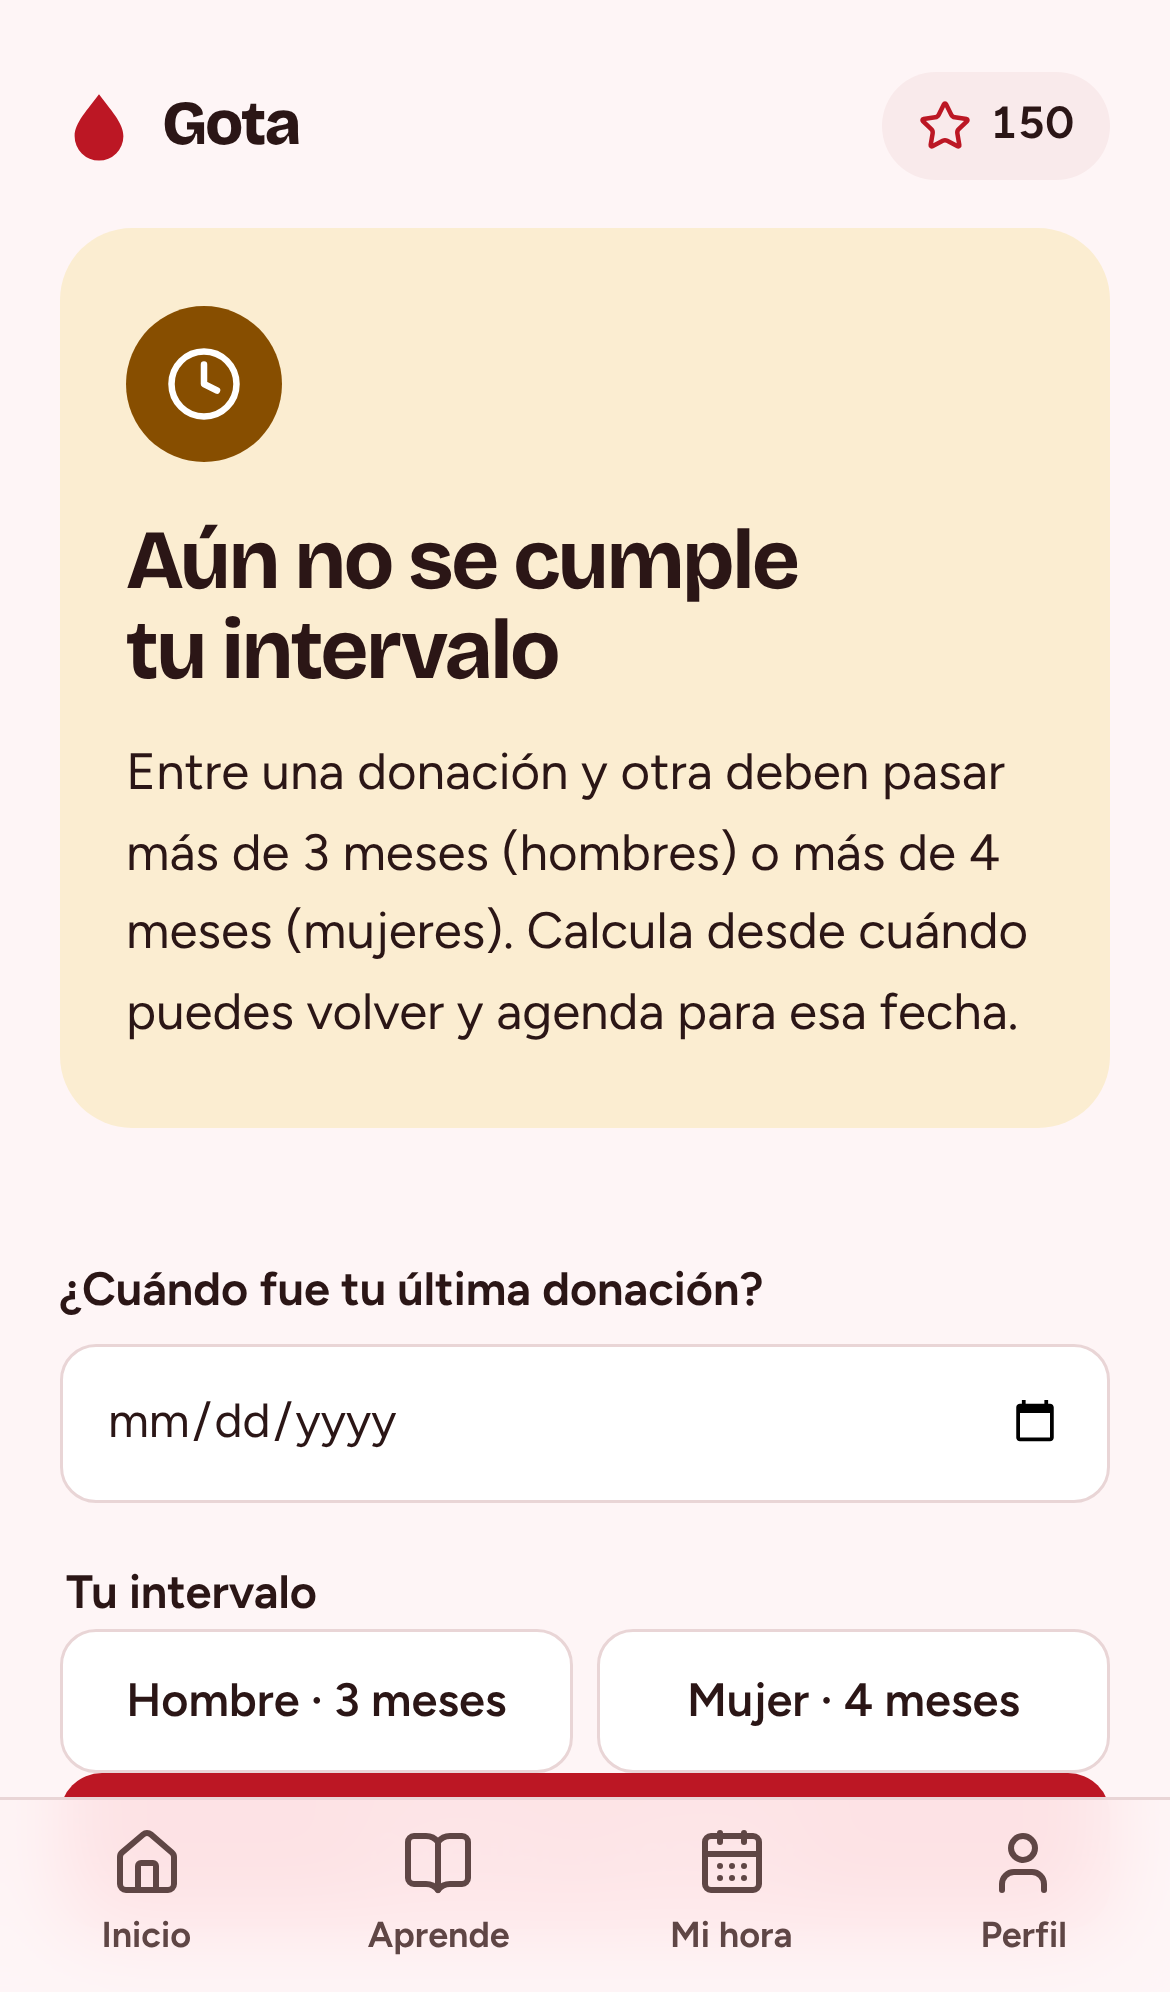 Gota
150
Aún no se cumple
tu intervalo
Entre una donación y otra deben pasar
más de 3 meses (hombres) o más de 4
meses (mujeres). Calcula desde cuándo
puedes volver y agenda para esa fecha.
¿Cuándo fue tu última donación?
mm/dd/yyyy
Tu intervalo
Hombre · 3 meses
Mujer · 4 meses
Inicio
Aprende
Mi hora
Perfil